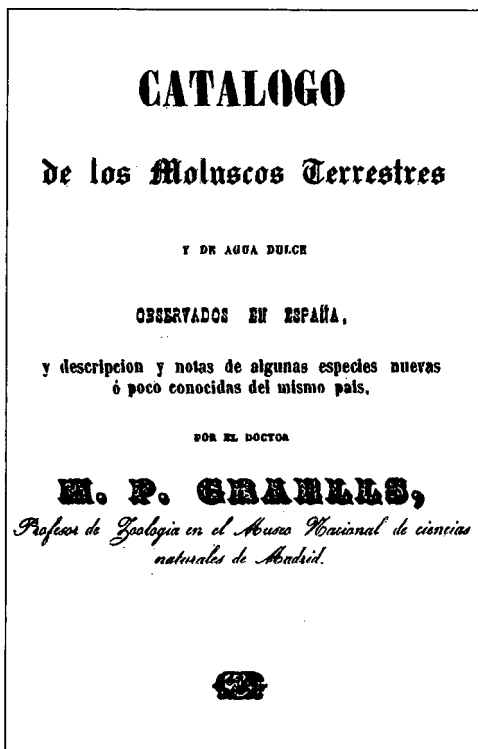 CATALOGO
de los Moluscos Terrestres
Y DE AGUA DULCE
OBSERVADOS EN ESPAÑA,
y descripcion y notas de algunas especies nuevas
ó poco conocidas del mismo pais,
POR EL DOCTOR
M. P. GRAELLS,
Profesor de Zoologia en el Museo Nacional de ciencias
naturales de Madrid.